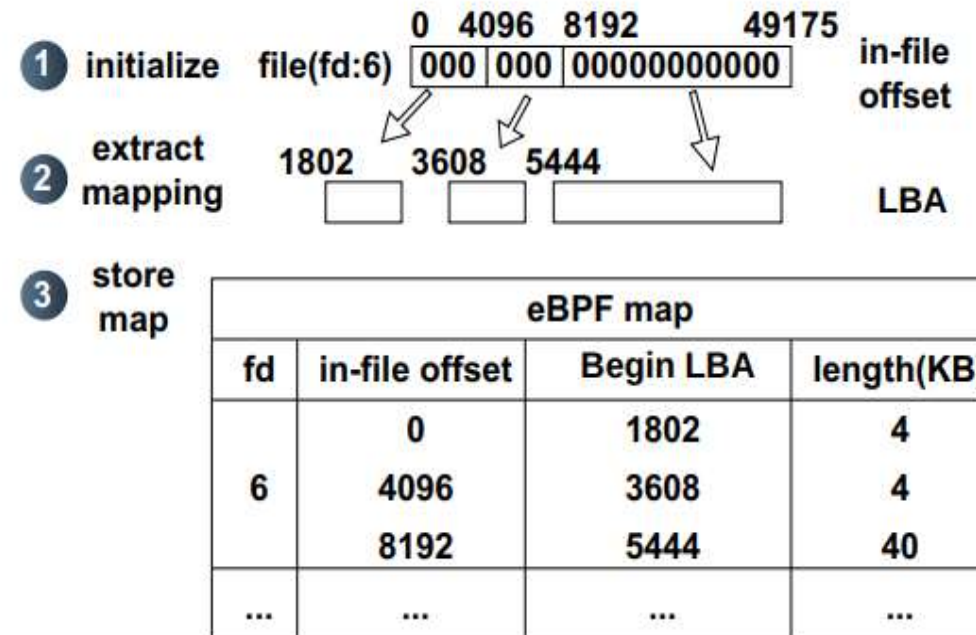 0 4096 8192 49175
1 initialize file(fd:6) 000 000 00000000000 in-file offset
2 extract mapping 1802 3608 5444 LBA
3 store map
eBPF map
fd in-file offset Begin LBA length(KB
0 1802 4
6 4096 3608 4
8192 5444 40
... ... ... ...